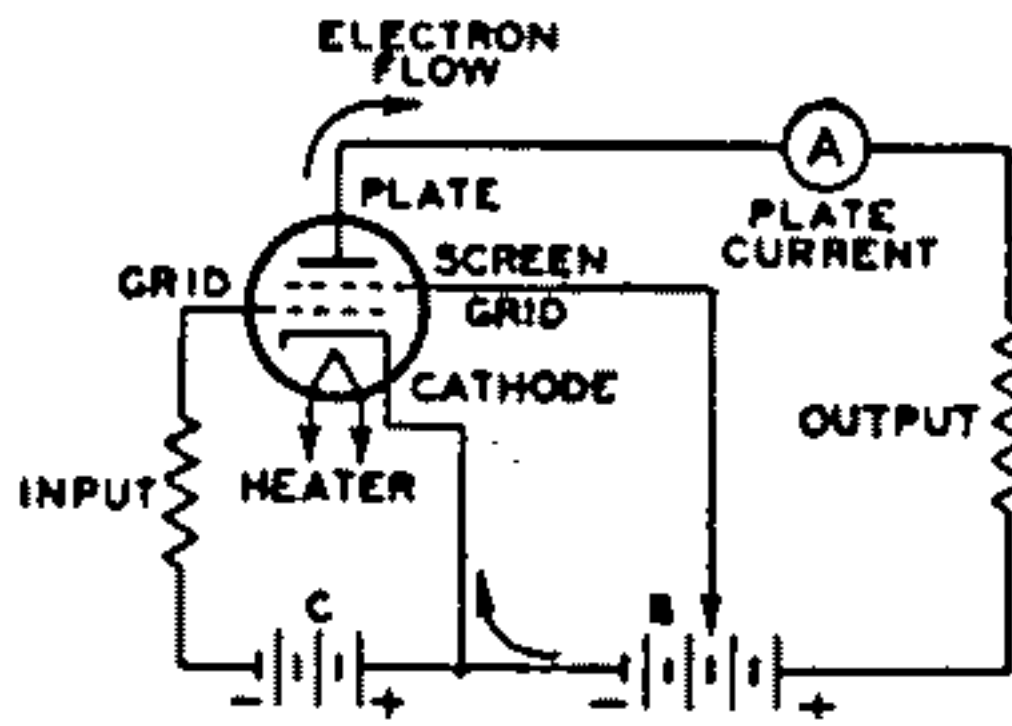 ELECTRON
FLOW
A
PLATE
PLATE
CURRENT
GRID
SCREEN
GRID
CATHODE
OUTPUT
INPUT
HEATER
C
B
- +
- +